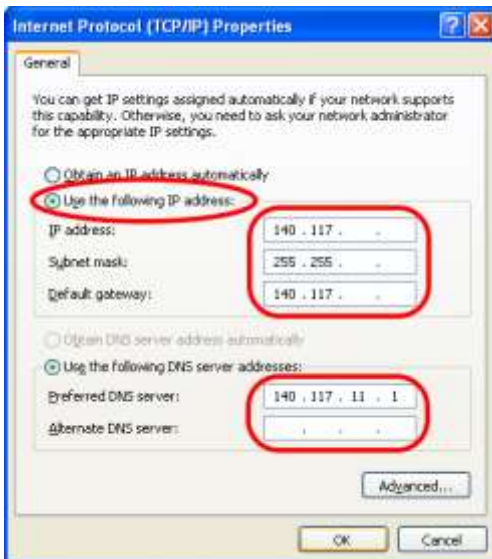 Internet Protocol (TCP/IP) Properties
General
You can get IP settings assigned automatically if your network supports
this capability. Otherwise, you need to ask your network administrator
for the appropriate IP settings.
Obtain an IP address automatically
Use the following IP address:
IP address: 140 . 117 . .
Subnet mask: 255 . 255 . .
Default gateway: 140 . 117 . .
Obtain DNS server address automatically
Use the following DNS server addresses:
Preferred DNS server: 140 . 117 . 11 . 1
Alternate DNS server: . . .
Advanced...
OK Cancel